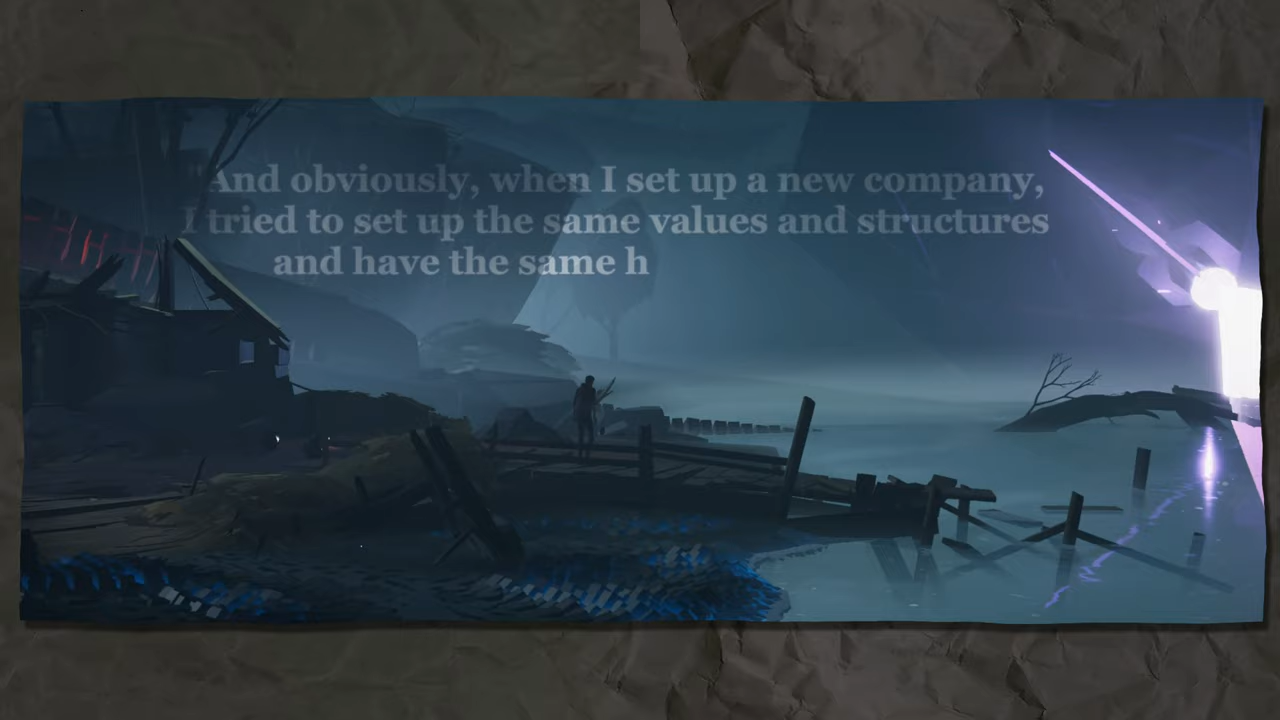 "And obviously, when I set up a new company,
I tried to set up the same values and structures
and have the same h